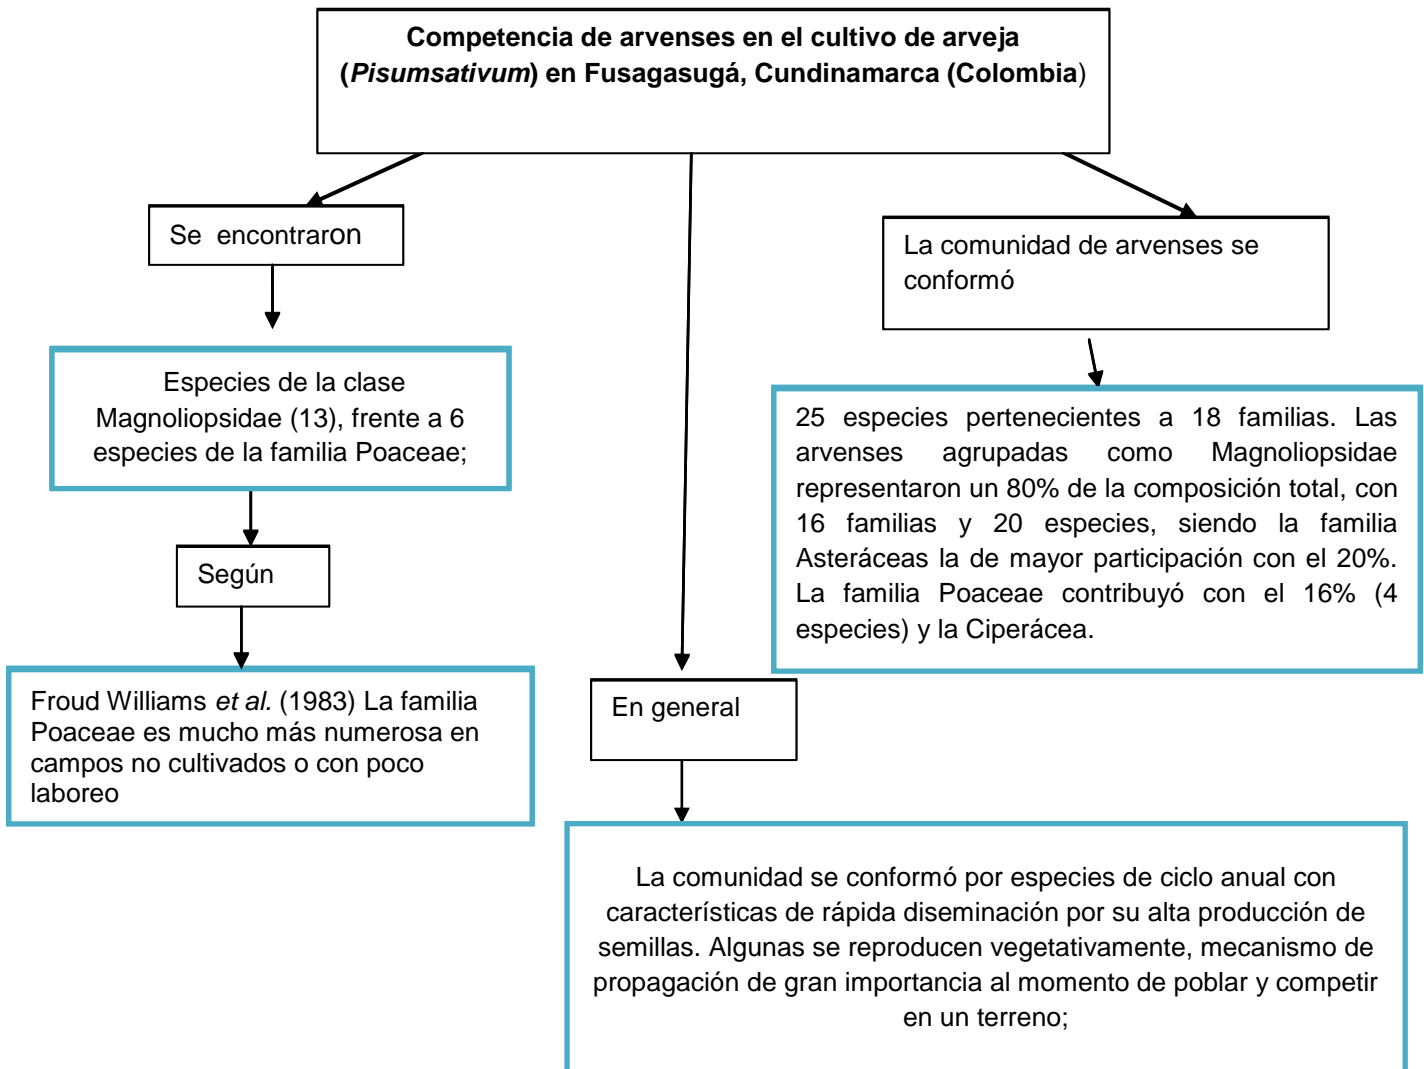 Competencia de arvenses en el cultivo de arveja
(Pisumsativum) en Fusagasugá, Cundinamarca (Colombia)
Se encontraron
La comunidad de arvenses se
conformó
Especies de la clase
Magnoliopsidae (13), frente a 6
especies de la familia Poaceae;
25 especies pertenecientes a 18 familias. Las
arvenses agrupadas como Magnoliopsidae
representaron un 80% de la composición total, con
16 familias y 20 especies, siendo la familia
Asteráceas la de mayor participación con el 20%.
La familia Poaceae contribuyó con el 16% (4
especies) y la Ciperácea.
Según
Froud Williams et al. (1983) La familia
Poaceae es mucho más numerosa en
campos no cultivados o con poco
laboreo
En general
La comunidad se conformó por especies de ciclo anual con
características de rápida diseminación por su alta producción de
semillas. Algunas se reproducen vegetativamente, mecanismo de
propagación de gran importancia al momento de poblar y competir
en un terreno;